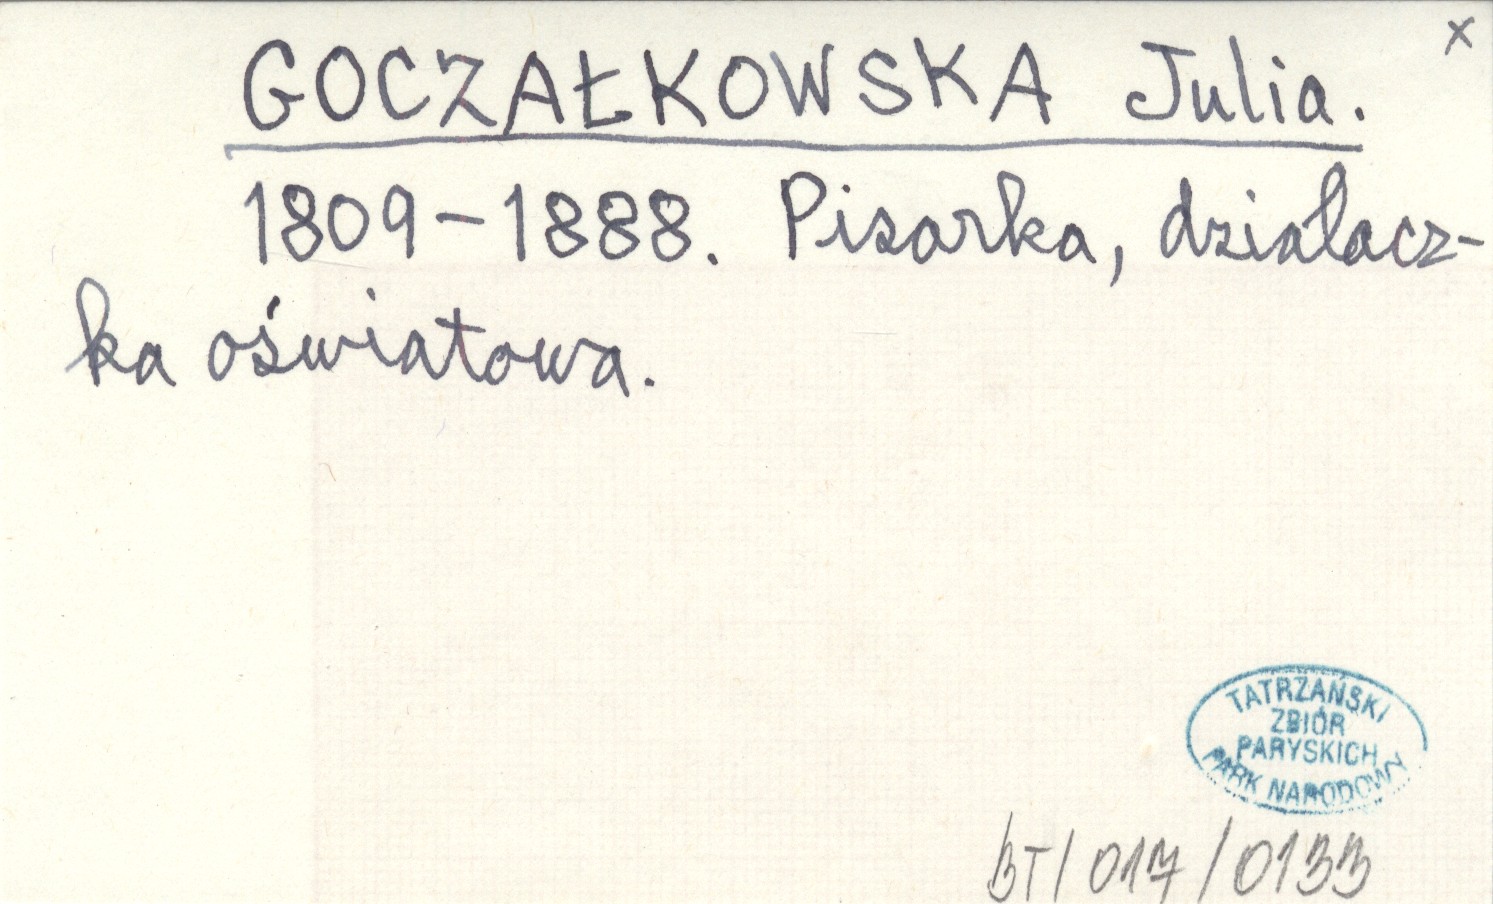 x
GOCZAŁKOWSKA Julia.
1809-1888. Pisarka, działacz-
ka oświatowa.
TATRZAŃSKI
ZBIÓR
PARYSKICH
PARK NARODOWY
BT/017/0133